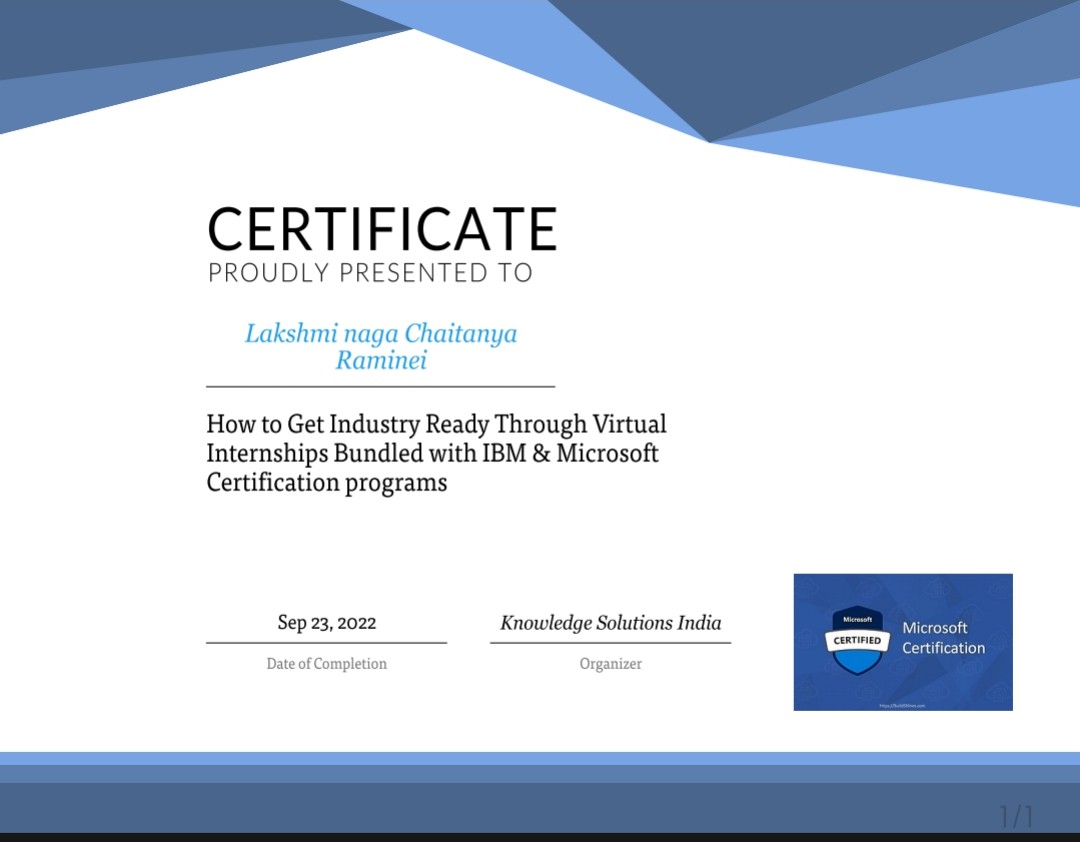 CERTIFICATE
PROUDLY PRESENTED TO
Lakshmi naga Chaitanya
Raminei
How to Get Industry Ready Through Virtual
Internships Bundled with IBM & Microsoft
Certification programs
Sep 23, 2022
Knowledge Solutions India
Date of Completion
Organizer
Microsoft
CERTIFIED
Microsoft
Certification
1/1